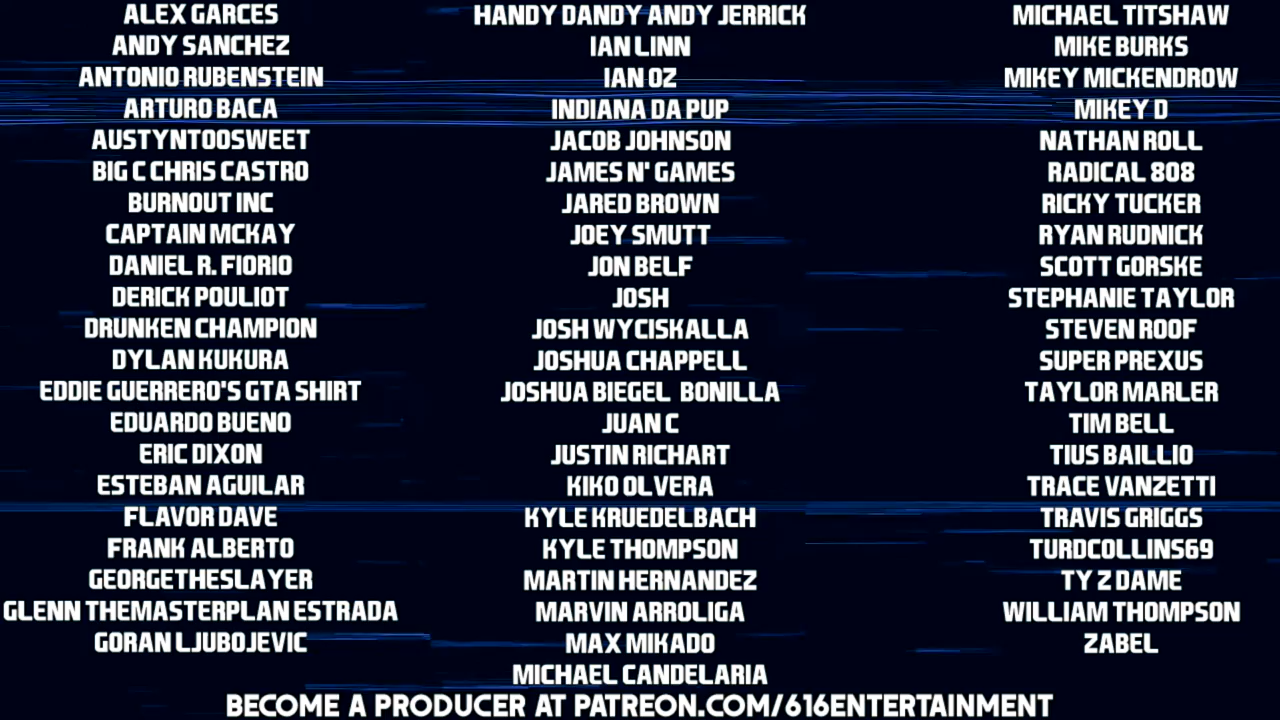 ALEX GARCES
ANDY SANCHEZ
ANTONIO RUBENSTEIN
ARTURO BACA
AUSTYNTOOSWEET
BIG C CHRIS CASTRO
BURNOUT INC
CAPTAIN MCKAY
DANIEL R. FIORIO
DERICK POULIOT
DRUNKEN CHAMPION
DYLAN KUKURA
EDDIE GUERRERO'S GTA SHIRT
EDUARDO BUENO
ERIC DIXON
ESTEBAN AGUILAR
FLAVOR DAVE
FRANK ALBERTO
GEORGETHESLAYER
GLENN THEMASTERPLAN ESTRADA
GORAN LJUBOJEVIC
HANDY DANDY ANDY JERRICK
IAN LINN
IAN OZ
INDIANA DA PUP
JACOB JOHNSON
JAMES N' GAMES
JARED BROWN
JOEY SMUTT
JON BELF
JOSH
JOSH WYCISKALLA
JOSHUA CHAPPELL
JOSHUA BIEGEL BONILLA
JUAN C
JUSTIN RICHART
KIKO OLVERA
KYLE KRUEDELBACH
KYLE THOMPSON
MARTIN HERNANDEZ
MARVIN ARROLIGA
MAX MIKADO
MICHAEL CANDELARIA
MICHAEL TITSHAW
MIKE BURKS
MIKEY MICKENDROW
MIKEY D
NATHAN ROLL
RADICAL 808
RICKY TUCKER
RYAN RUDNICK
SCOTT GORSKE
STEPHANIE TAYLOR
STEVEN ROOF
SUPER PREXUS
TAYLOR MARLER
TIM BELL
TIUS BAILLIO
TRACE VANZETTI
TRAVIS GRIGGS
TURDCOLLINS69
TY Z DAME
WILLIAM THOMPSON
ZABEL
BECOME A PRODUCER AT PATREON.COM/616ENTERTAINMENT